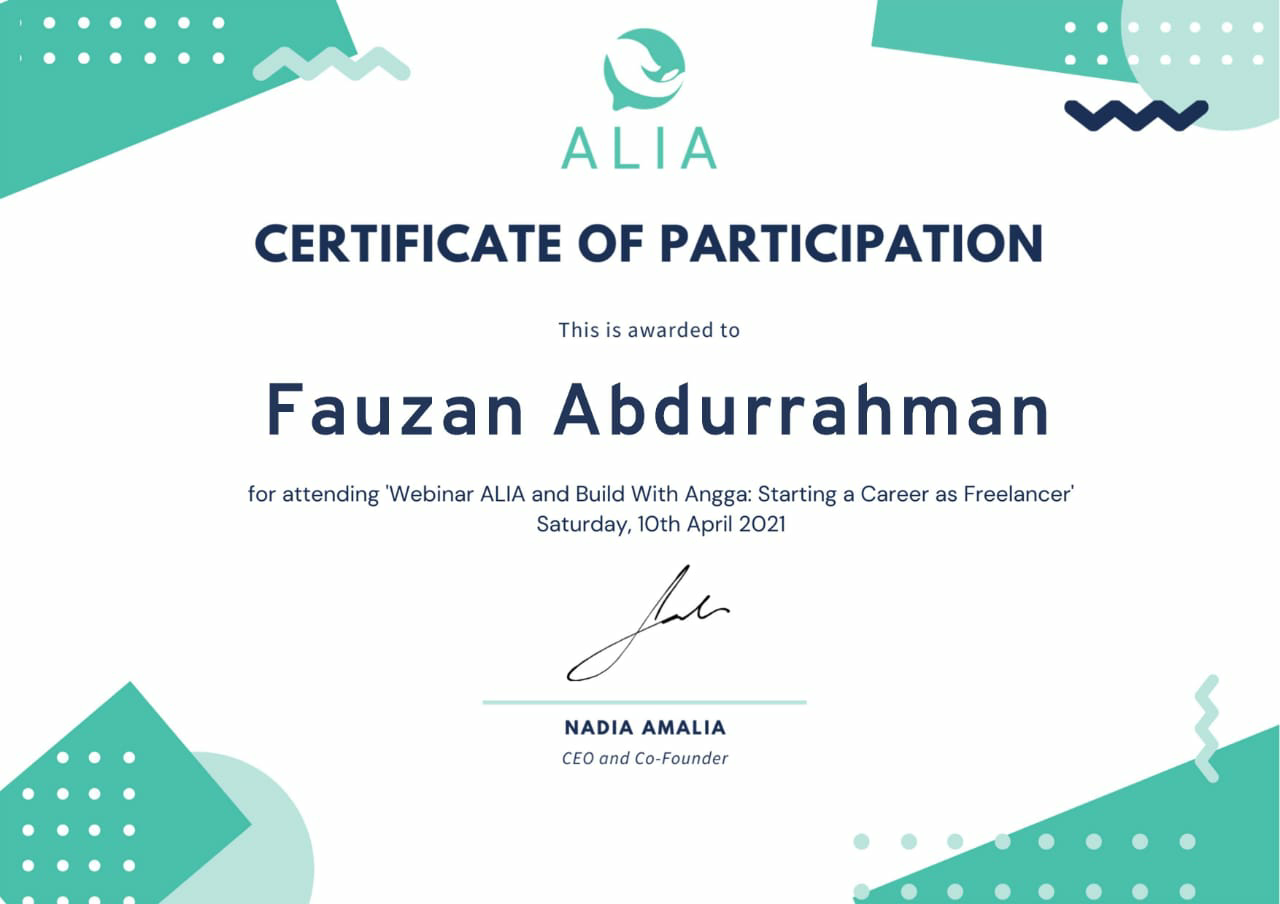 ALIA
CERTIFICATE OF PARTICIPATION
This is awarded to
Fauzan Abdurrahman
for attending 'Webinar ALIA and Build With Angga: Starting a Career as Freelancer'
Saturday, 10th April 2021
NADIA AMALIA
CEO and Co-Founder